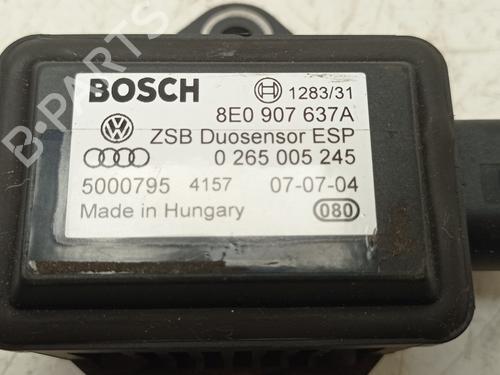 BOSCH 1283/31
8E0 907 637A
ZSB Duosensor ESP
0 265 005 245
5000795 4157 07-07-04
Made in Hungary 080
B-PARTS